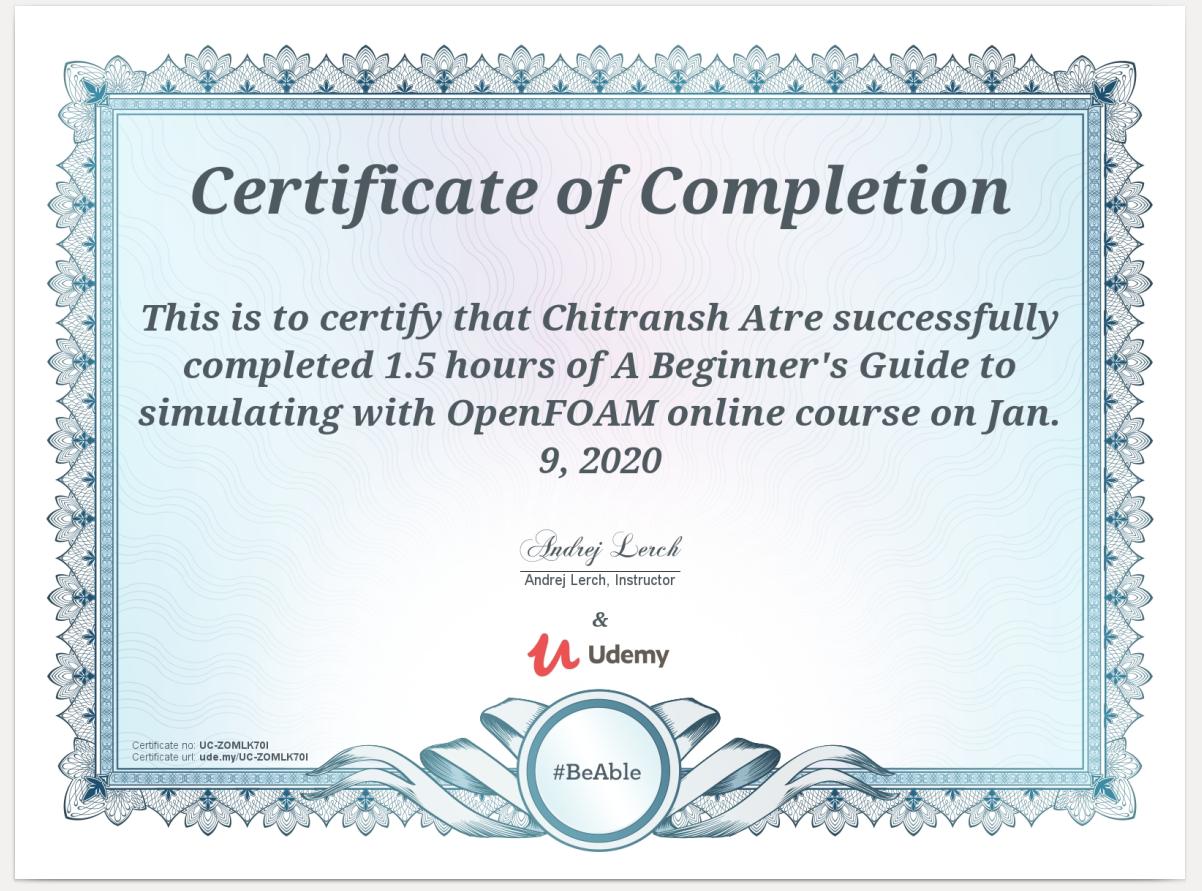 Certificate of Completion
This is to certify that Chitransh Atre successfully
completed 1.5 hours of A Beginner's Guide to
simulating with OpenFOAM online course on Jan.
9, 2020
Andrej Lerch
Andrej Lerch, Instructor
&
Udemy
Certificate no: UC-ZOMLK70I
Certificate url: ude.my/UC-ZOMLK70I
#BeAble